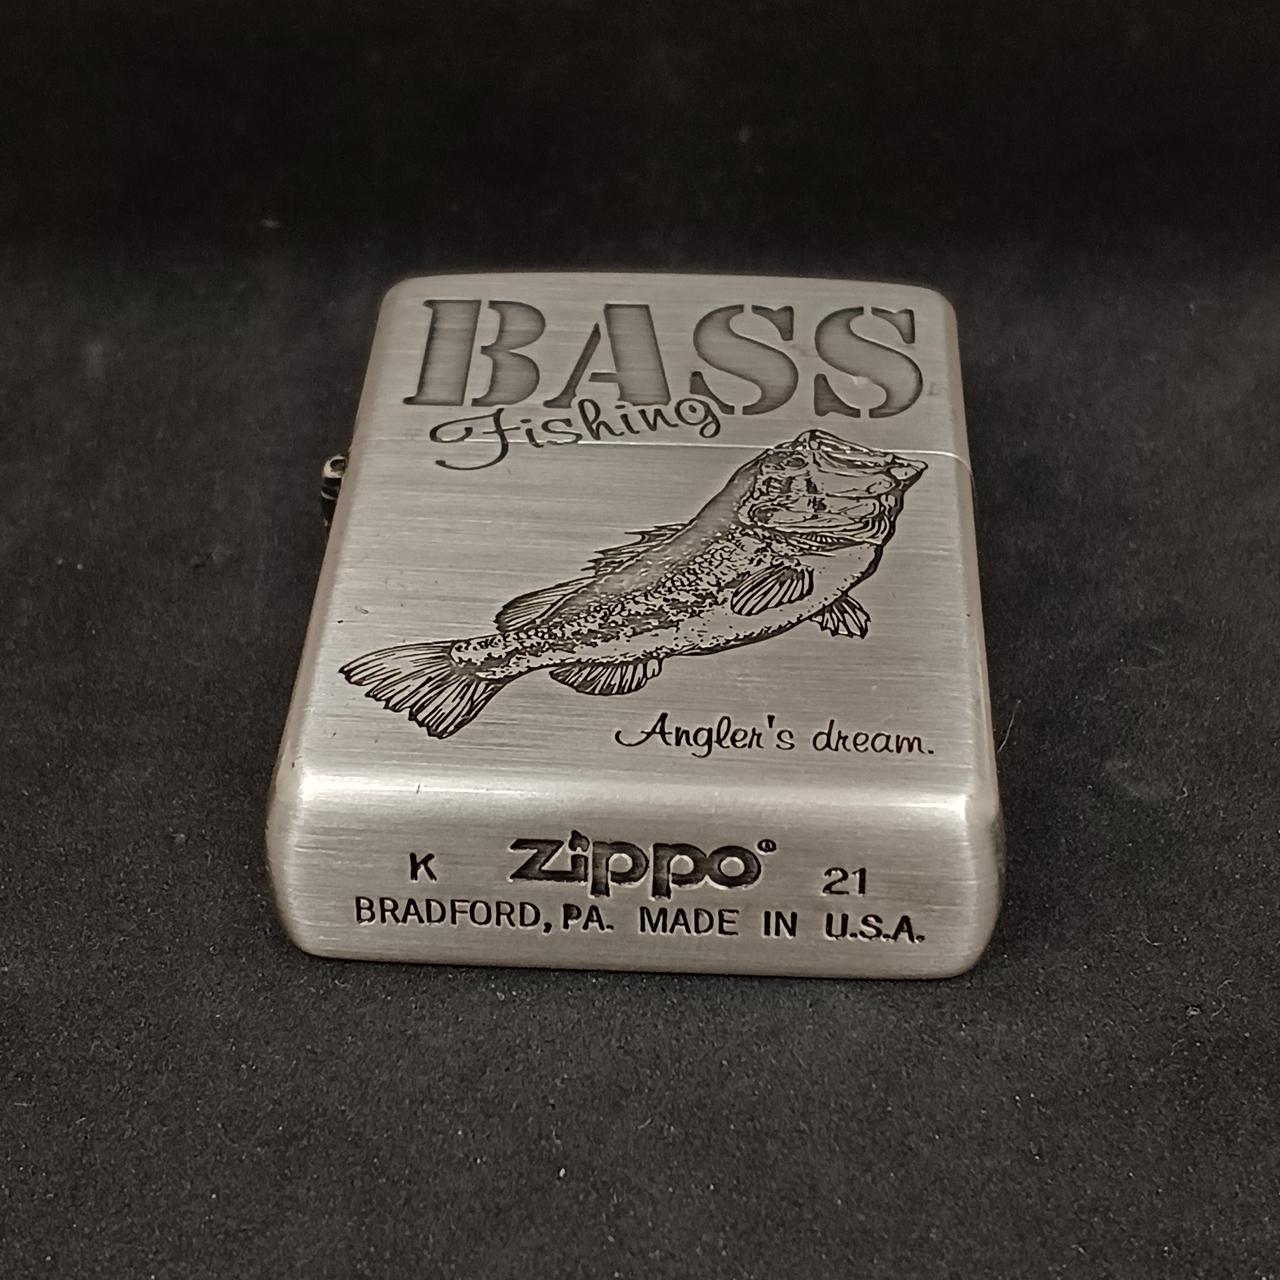 BASS
Fishing
Angler's dream.
K zippo® 21
BRADFORD, PA. MADE IN U.S.A.